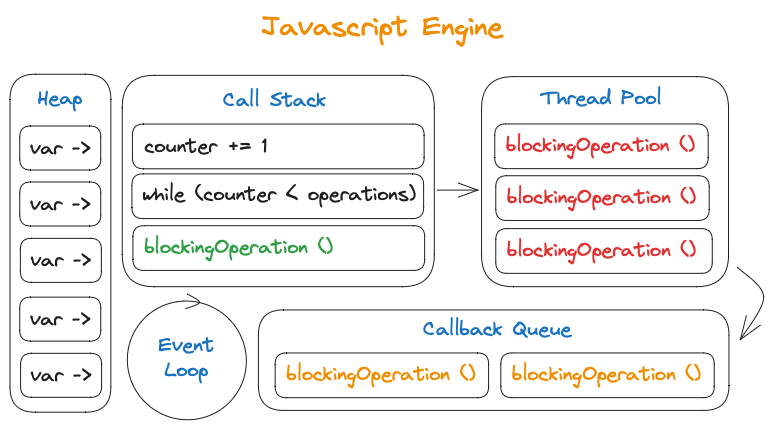 Javascript Engine
Heap
var ->
var ->
var ->
var ->
var ->
Call Stack
counter += 1
while (counter < operations)
blockingOperation ()
Thread Pool
blockingOperation ()
blockingOperation ()
blockingOperation ()
Event
Loop
Callback Queue
blockingOperation ()
blockingOperation ()